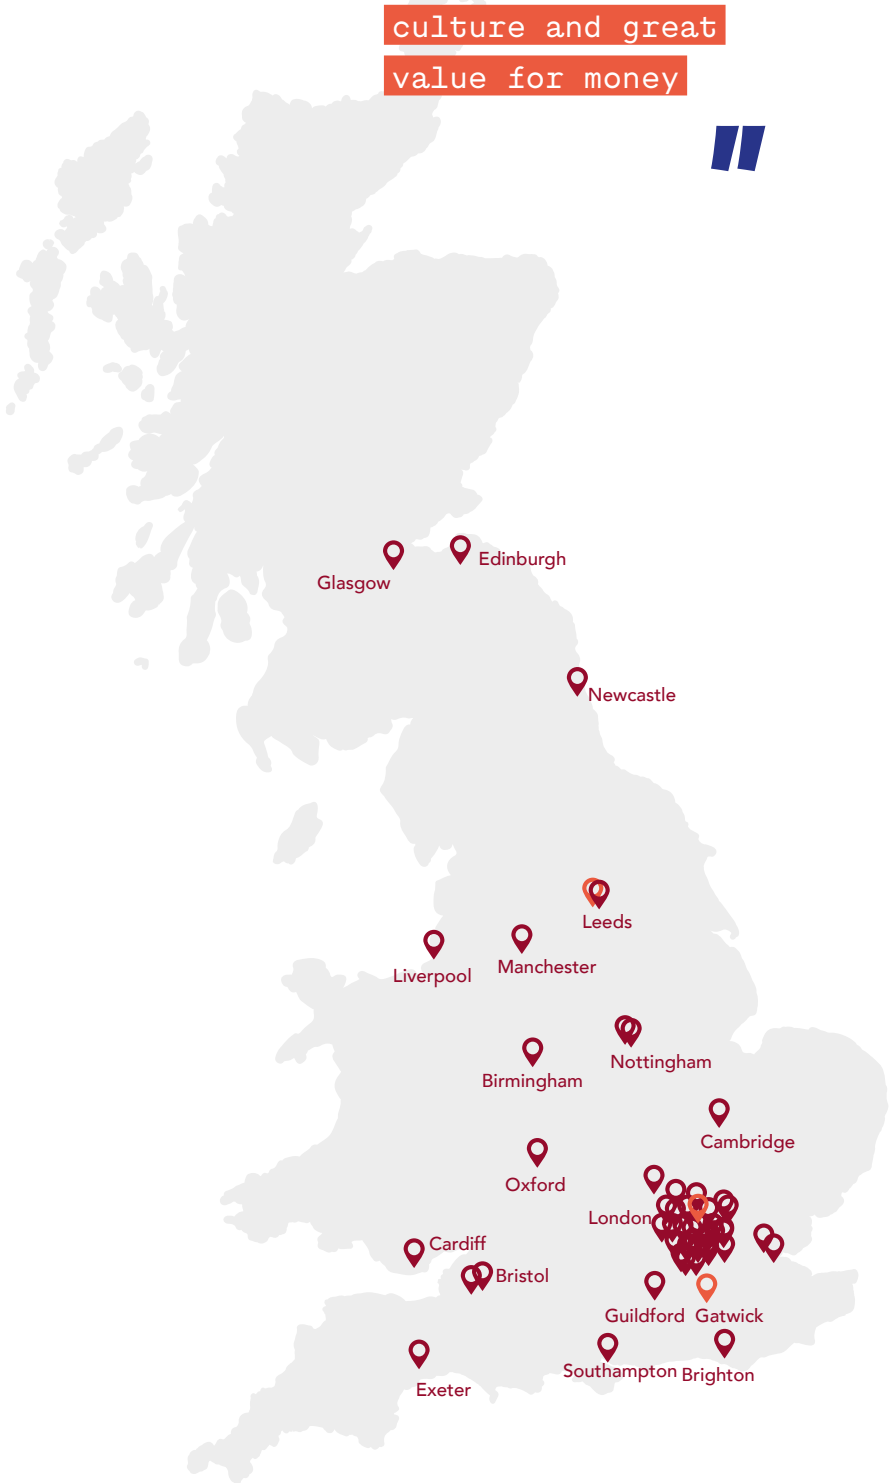 culture and great
value for money
"
Edinburgh
Glasgow
Newcastle
Leeds
Manchester
Liverpool
Nottingham
Birmingham
Cambridge
Oxford
London
Cardiff
Bristol
Guildford
Gatwick
Southampton
Brighton
Exeter